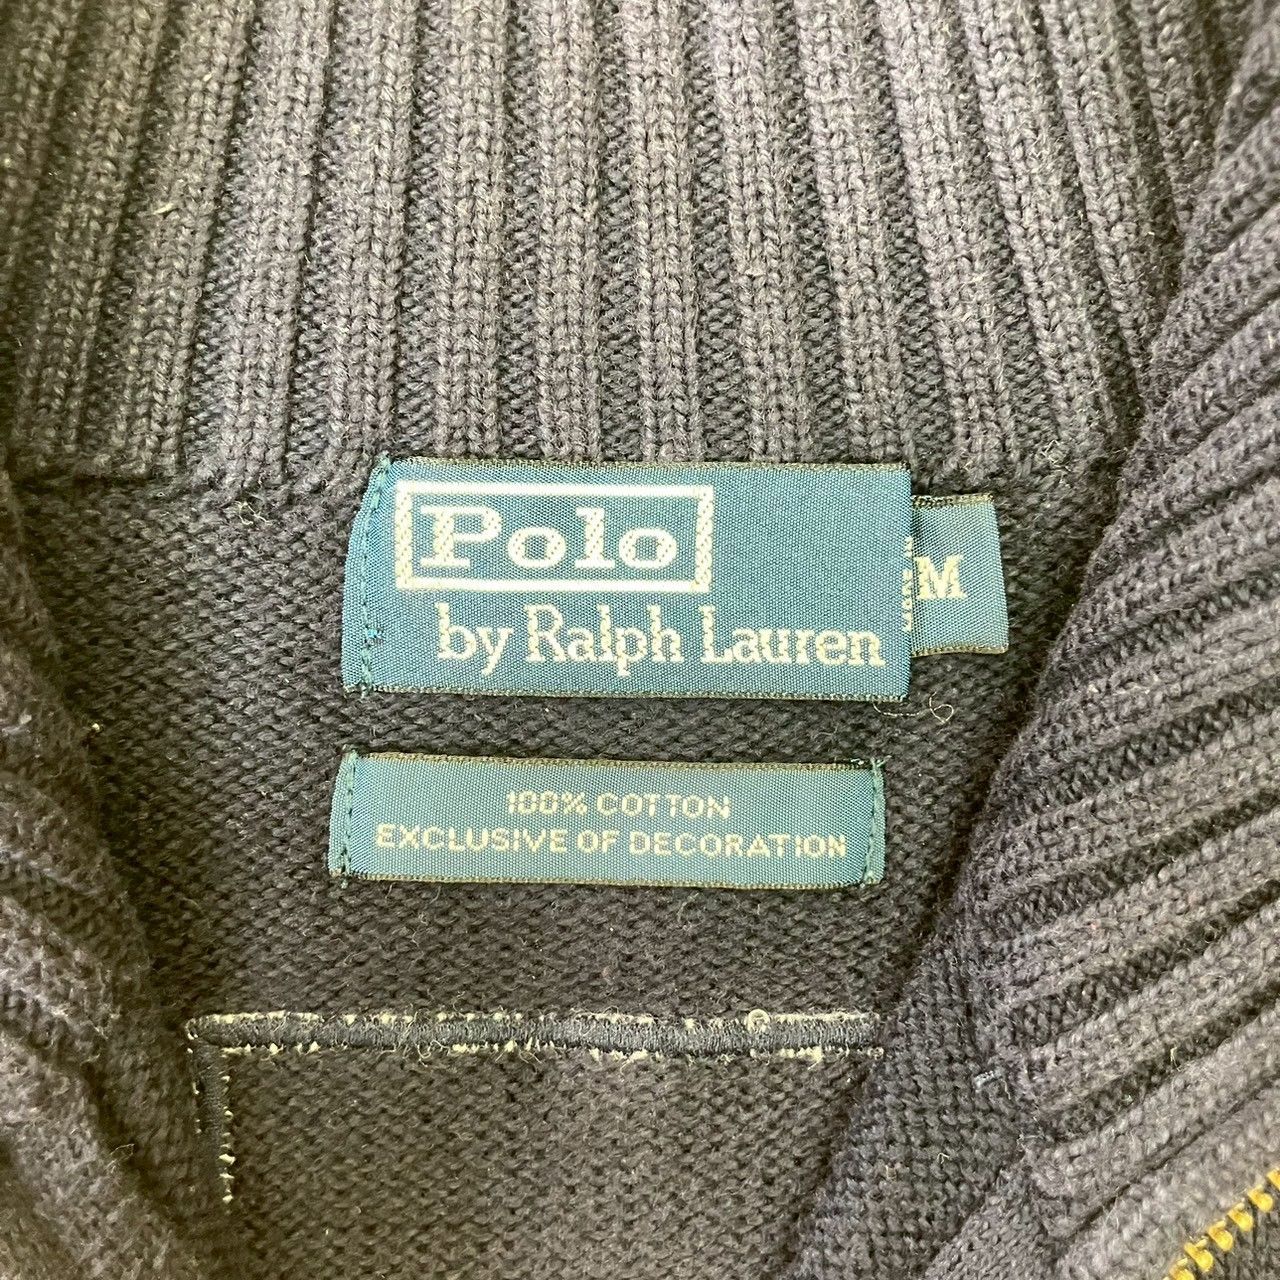 Polo
by Ralph Lauren
M
100% COTTON
EXCLUSIVE OF DECORATION